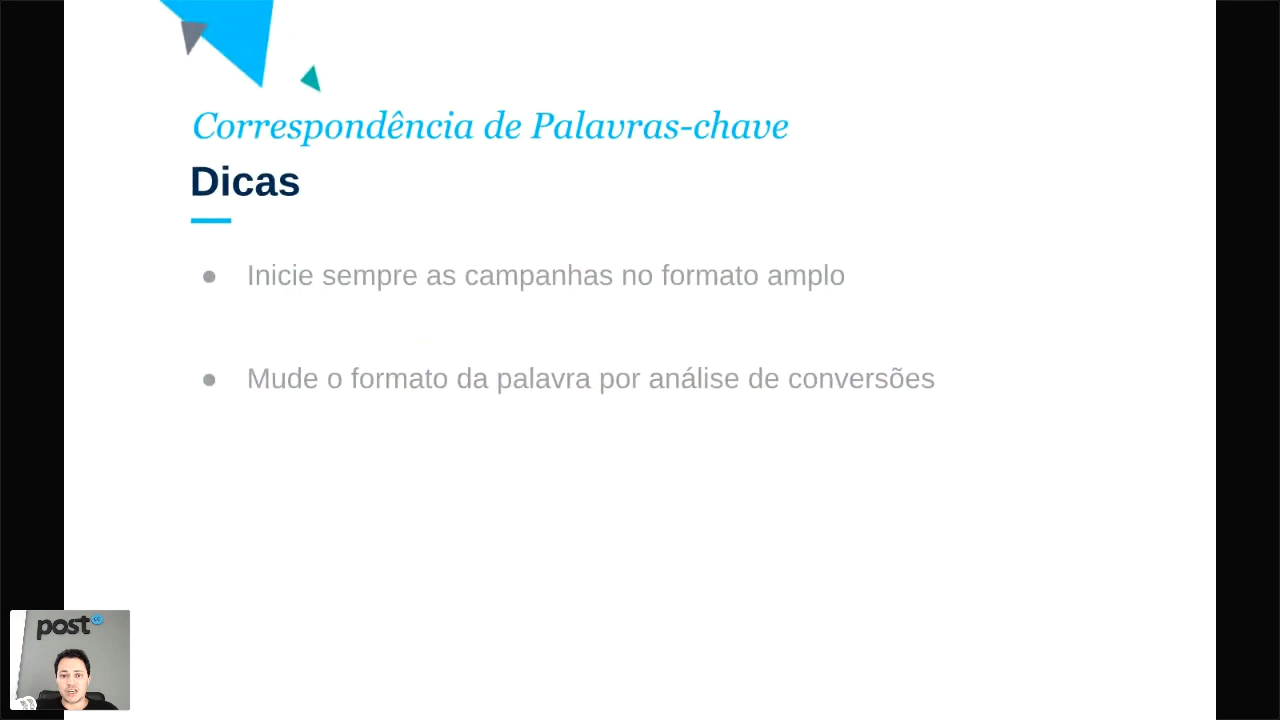 Correspondência de Palavras-chave
Dicas
Inicie sempre as campanhas no formato amplo
Mude o formato da palavra por análise de conversões
post